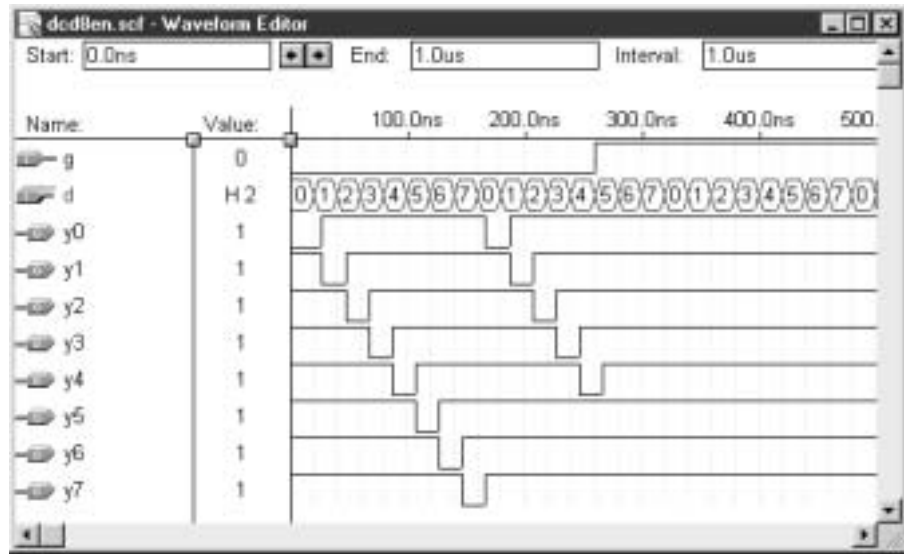 dcd8en.scf - Waveform Editor
Start: 0.0ns End: 1.0us Interval: 1.0us
Name: Value: 100.0ns 200.0ns 300.0ns 400.0ns 500.
g 0
d H 2 0 1 2 3 4 5 6 7 0 1 2 3 4 5 6 7 0 1 2 3 4 5 6 7 0
y0 1
y1 1
y2 1
y3 1
y4 1
y5 1
y6 1
y7 1